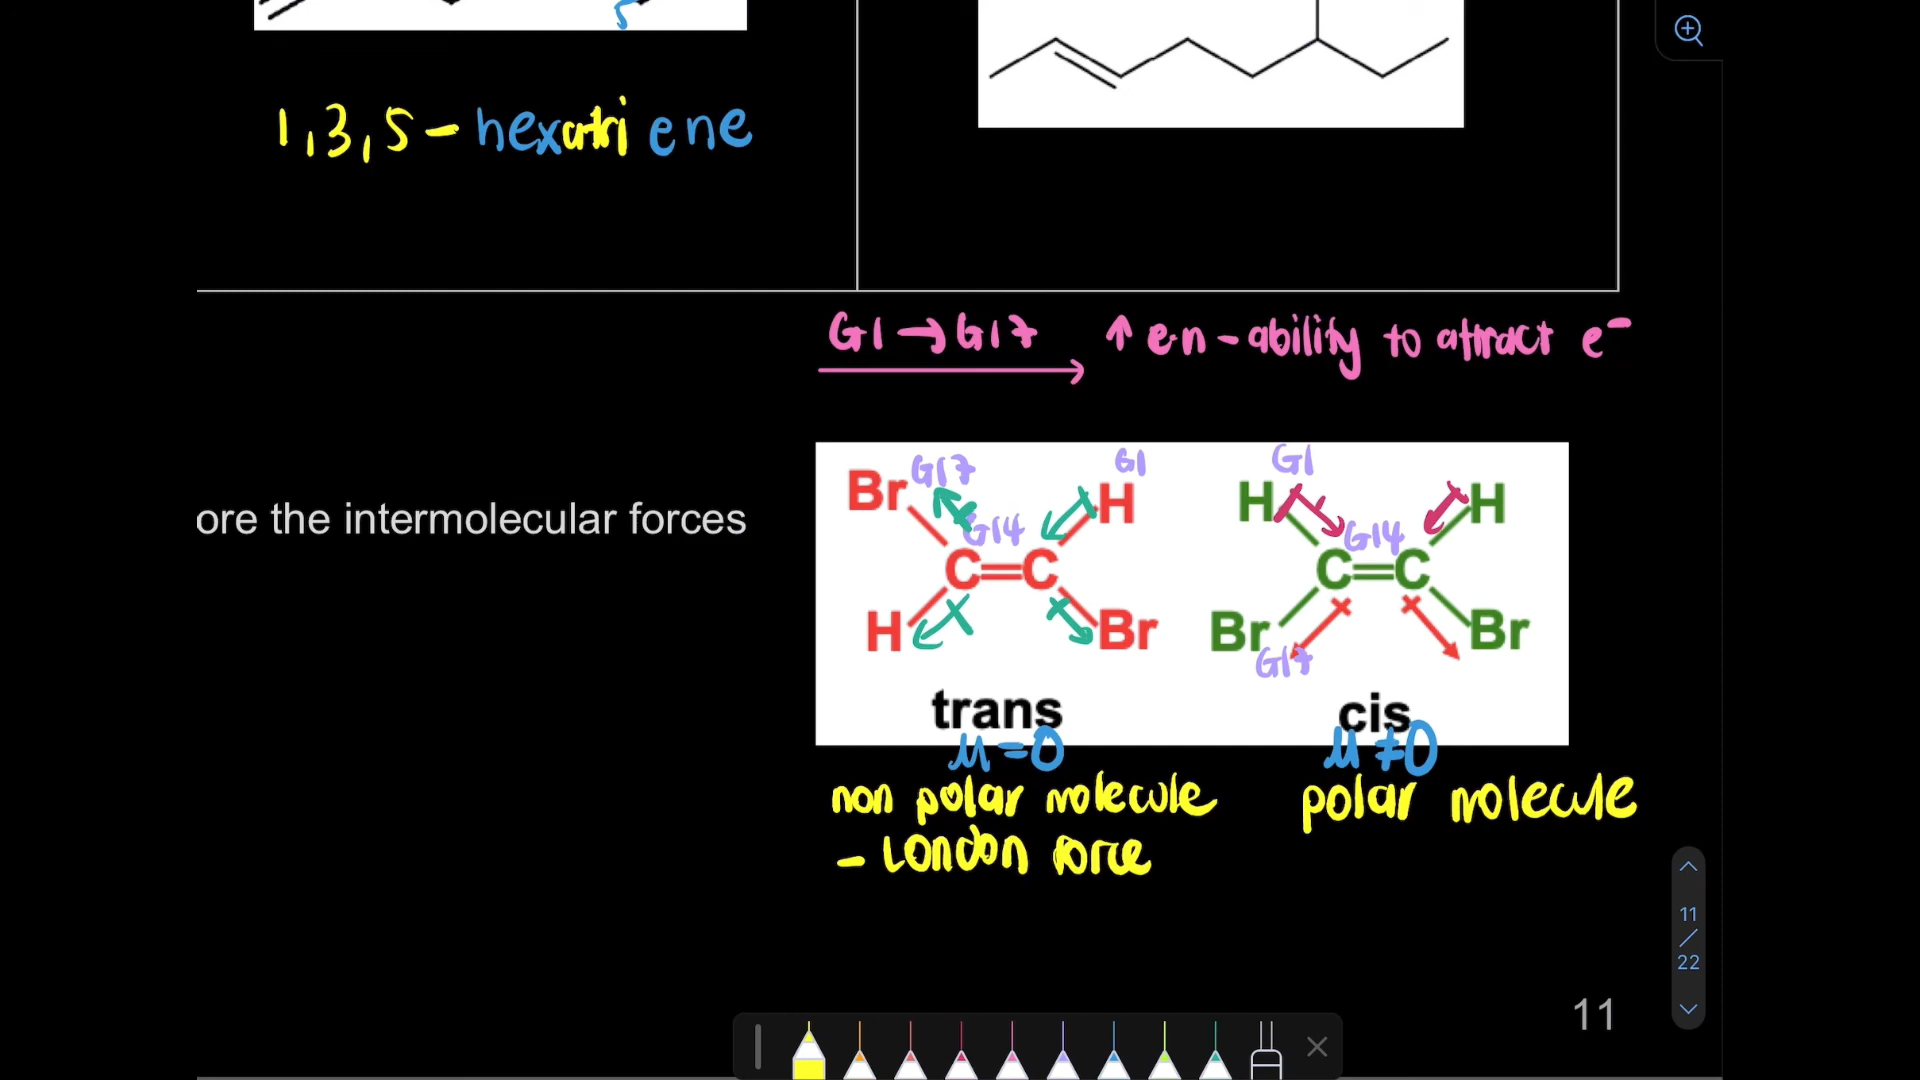 1,3,5 - hexatriene
G1 → G17 ↑ e.n - ability to attract e⁻
ore the intermolecular forces
Br G17 G1 H
G14
C=C
H Br
trans
μ = 0
non polar molecule
- London force
G1
H H
G14
C=C
Br Br
G17
cis
μ ≠ 0
polar molecule
11
/
22
11